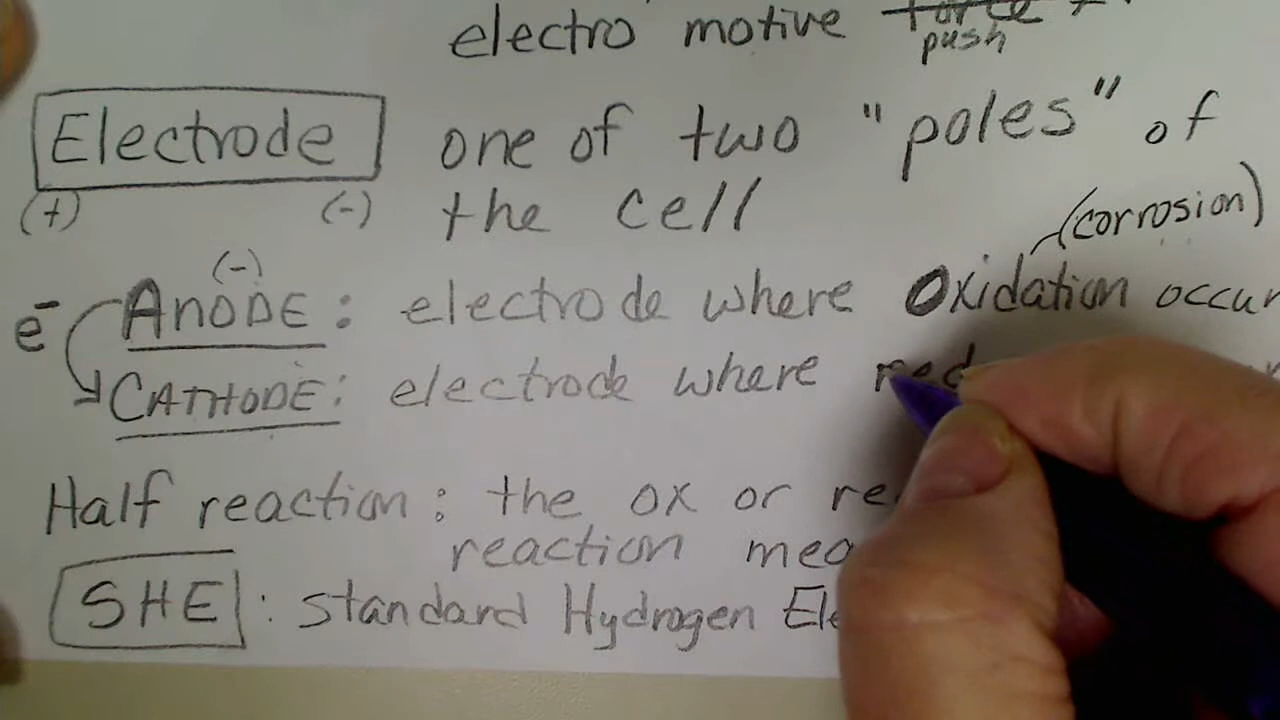 electro motive force
push
Electrode one of two "poles" of
(+) (-) the cell
(corrosion)
(-)
e⁻ ANODE: electrode where Oxidation occur
CATHODE: electrode where red
Half reaction: the ox or re
reaction mea
SHE: Standard Hydrogen Ele